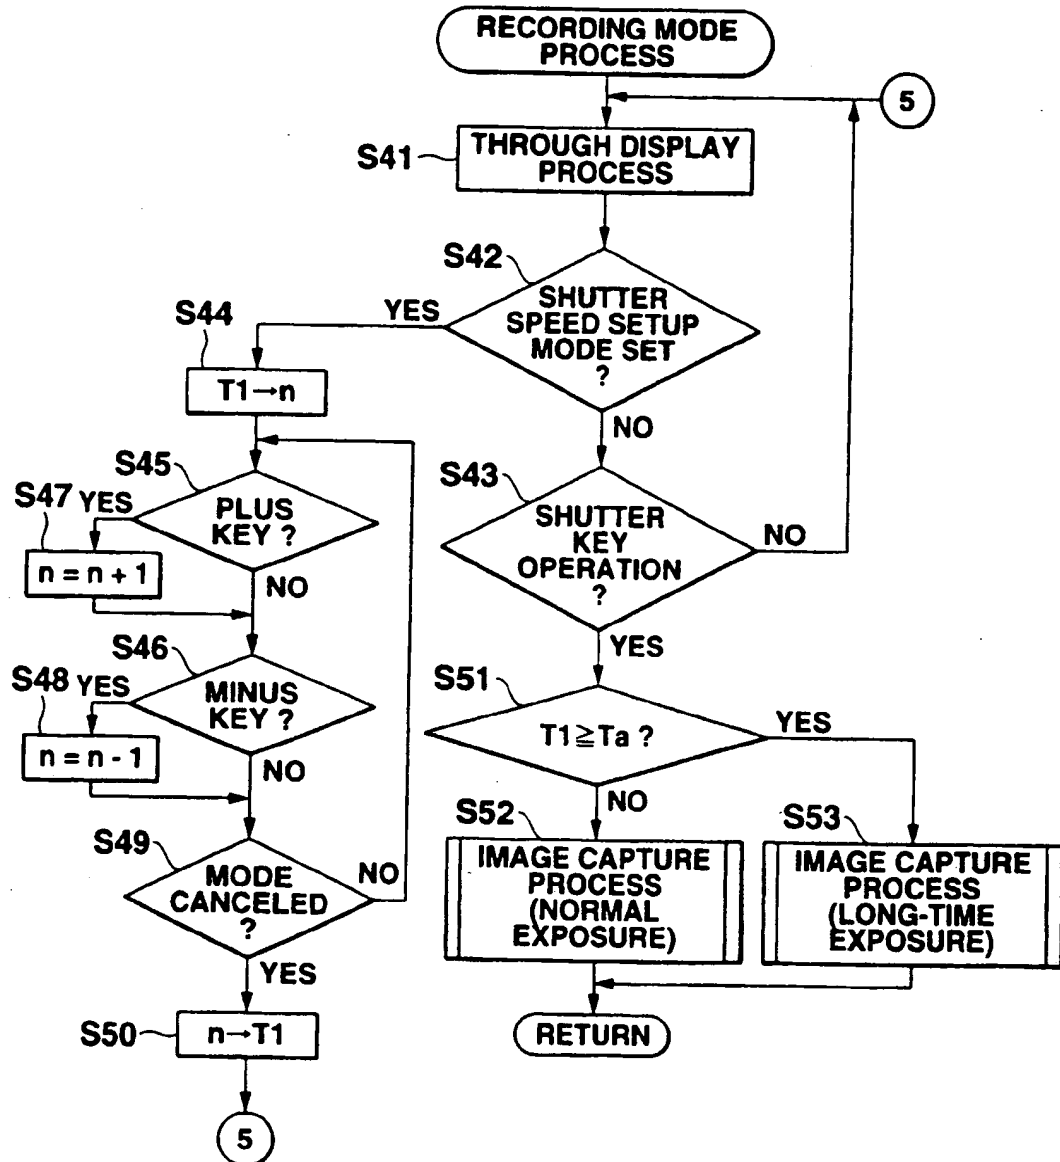 RECORDING MODE
PROCESS
5
S41
THROUGH DISPLAY
PROCESS
S42
SHUTTER
SPEED SETUP
MODE SET
?
YES
NO
S44
T1→n
S43
SHUTTER
KEY
OPERATION
?
NO
YES
S45
PLUS
KEY ?
YES
NO
S47
n = n + 1
S46
MINUS
KEY ?
YES
NO
S48
n = n - 1
S49
MODE
CANCELED
?
NO
YES
S50
n→T1
5
S51
T1≧Ta ?
YES
NO
S52
IMAGE CAPTURE
PROCESS
(NORMAL
EXPOSURE)
S53
IMAGE CAPTURE
PROCESS
(LONG-TIME
EXPOSURE)
RETURN